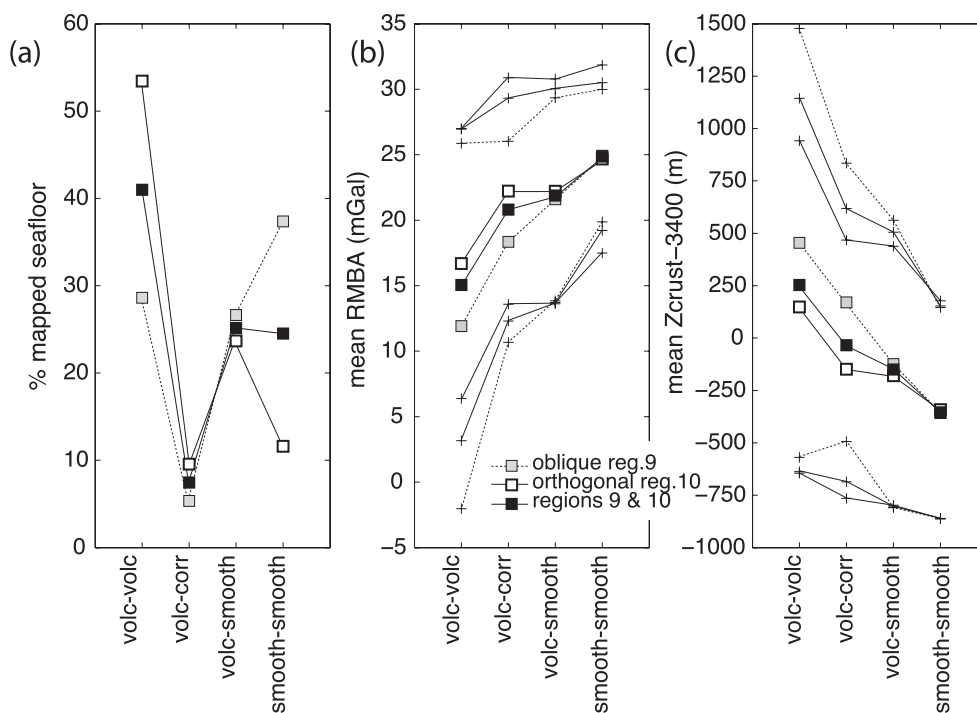 (a)
60
50
40
30
20
10
0
% mapped seafloor
volc-volc
volc-corr
volc-smooth
smooth-smooth
(b)
35
30
25
20
15
10
5
0
−5
mean RMBA (mGal)
oblique reg.9
orthogonal reg.10
regions 9 & 10
volc-volc
volc-corr
volc-smooth
smooth-smooth
(c)
1500
1250
1000
750
500
250
0
−250
−500
−750
−1000
mean Zcrust−3400 (m)
volc-volc
volc-corr
volc-smooth
smooth-smooth